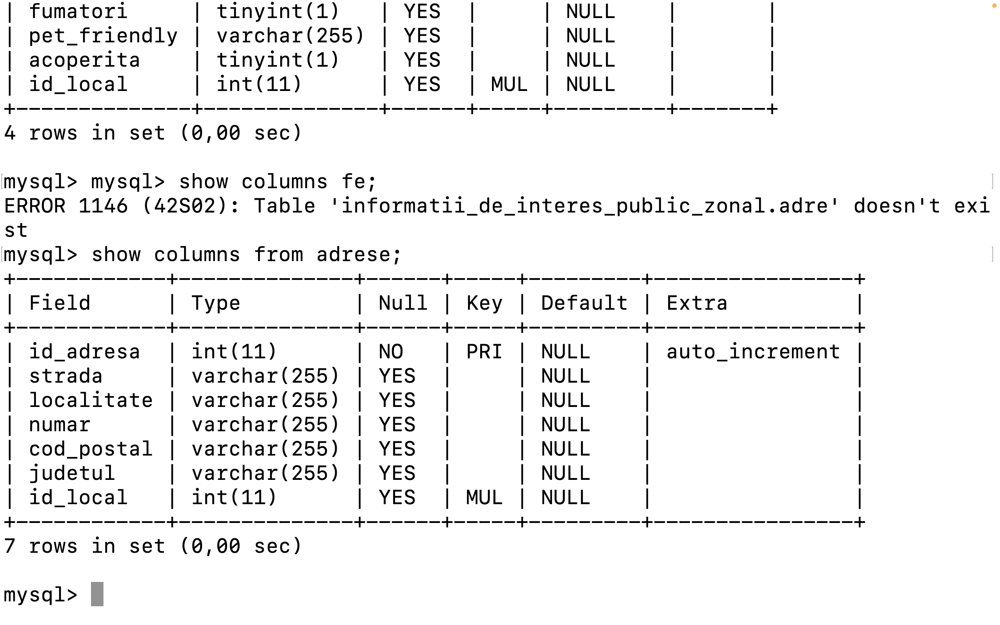 | fumatori      | tinyint(1)    | YES  |     | NULL    |       |
| pet_friendly | varchar(255) | YES  |     | NULL    |       |
| acoperita    | tinyint(1)   | YES  |     | NULL    |       |
| id_local     | int(11)      | YES  | MUL | NULL    |       |
+--------------+--------------+------+-----+---------+-------+
4 rows in set (0,00 sec)
mysql> mysql> show columns fe;
ERROR 1146 (42S02): Table 'informatii_de_interes_public_zonal.adre' doesn't exi
st
mysql> show columns from adrese;
+------------+--------------+------+-----+---------+----------------+
| Field      | Type         | Null | Key | Default | Extra          |
+------------+--------------+------+-----+---------+----------------+
| id_adresa  | int(11)      | NO   | PRI | NULL    | auto_increment |
| strada     | varchar(255) | YES  |     | NULL    |                |
| localitate | varchar(255) | YES  |     | NULL    |                |
| numar      | varchar(255) | YES  |     | NULL    |                |
| cod_postal | varchar(255) | YES  |     | NULL    |                |
| judetul    | varchar(255) | YES  |     | NULL    |                |
| id_local   | int(11)      | YES  | MUL | NULL    |                |
+------------+--------------+------+-----+---------+----------------+
7 rows in set (0,00 sec)
mysql>